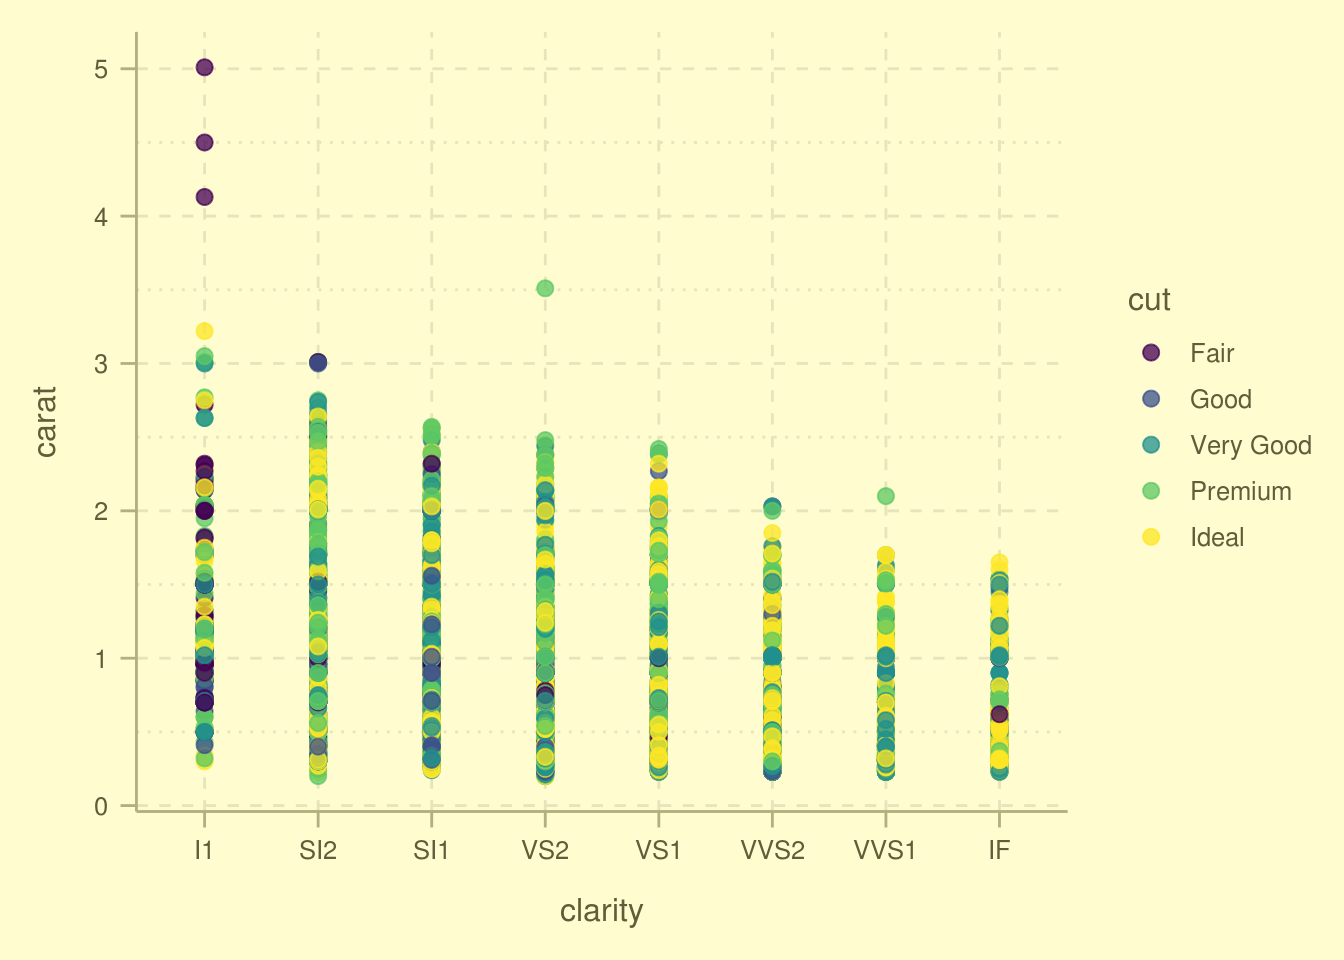 5
4
3
2
1
0
carat
I1
SI2
SI1
VS2
VS1
VVS2
VVS1
IF
clarity
cut
Fair
Good
Very Good
Premium
Ideal